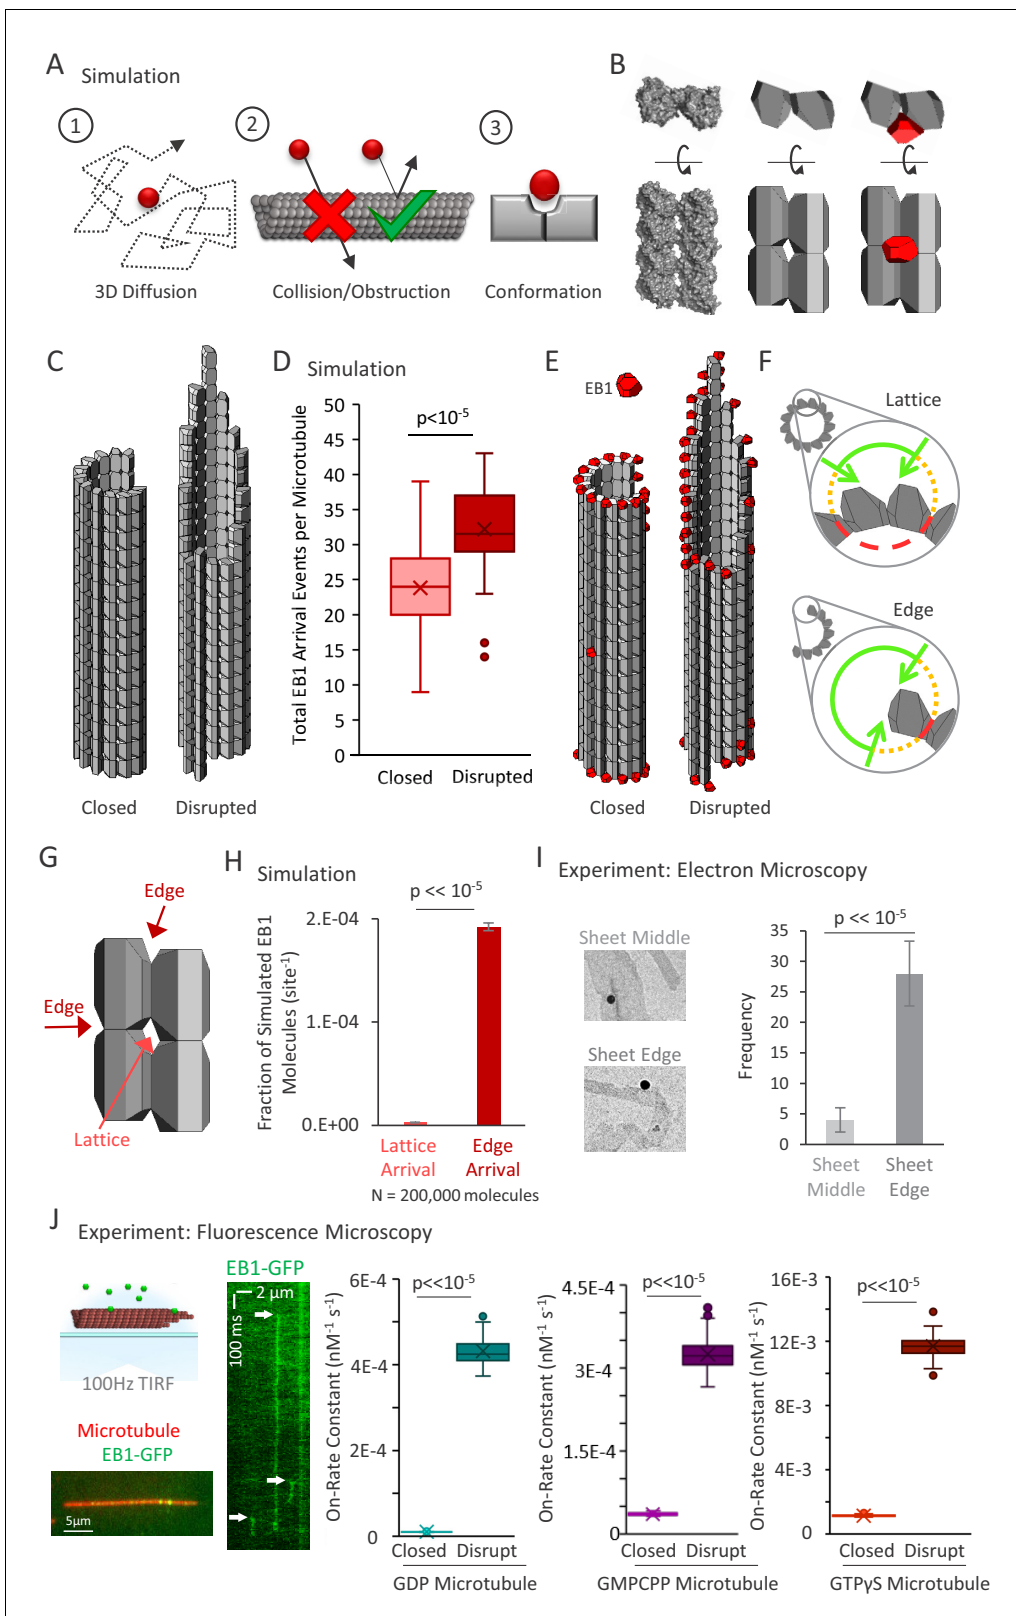 A
Simulation
1
2
3
3D Diffusion
Collision/Obstruction
Conformation
B
C
Closed
Disrupted
D
Simulation
p<10-5
Total EB1 Arrival Events per Microtubule
50
45
40
35
30
25
20
15
10
5
0
Closed
Disrupted
E
EB1
Closed
Disrupted
F
Lattice
Edge
G
Edge
Edge
Lattice
H
Simulation
p << 10-5
Fraction of Simulated EB1
Molecules (site-1)
2.E-04
1.E-04
0.E+00
Lattice
Arrival
Edge
Arrival
N = 200,000 molecules
I
Experiment: Electron Microscopy
Sheet Middle
Sheet Edge
p << 10-5
Frequency
40
35
30
25
20
15
10
5
0
Sheet
Middle
Sheet
Edge
J
Experiment: Fluorescence Microscopy
100Hz TIRF
Microtubule
EB1-GFP
5µm
EB1-GFP
2 µm
100 ms
On-Rate Constant (nM-1 s-1)
6E-4
4E-4
2E-4
0
p<<10-5
Closed
Disrupt
GDP Microtubule
On-Rate Constant (nM-1 s-1)
4.5E-4
3E-4
1.5E-4
0
p<<10-5
Closed
Disrupt
GMPCPP Microtubule
On-Rate Constant (nM-1 s-1)
16E-3
12E-3
8E-3
4E-3
0
p<<10-5
Closed
Disrupt
GTPγS Microtubule